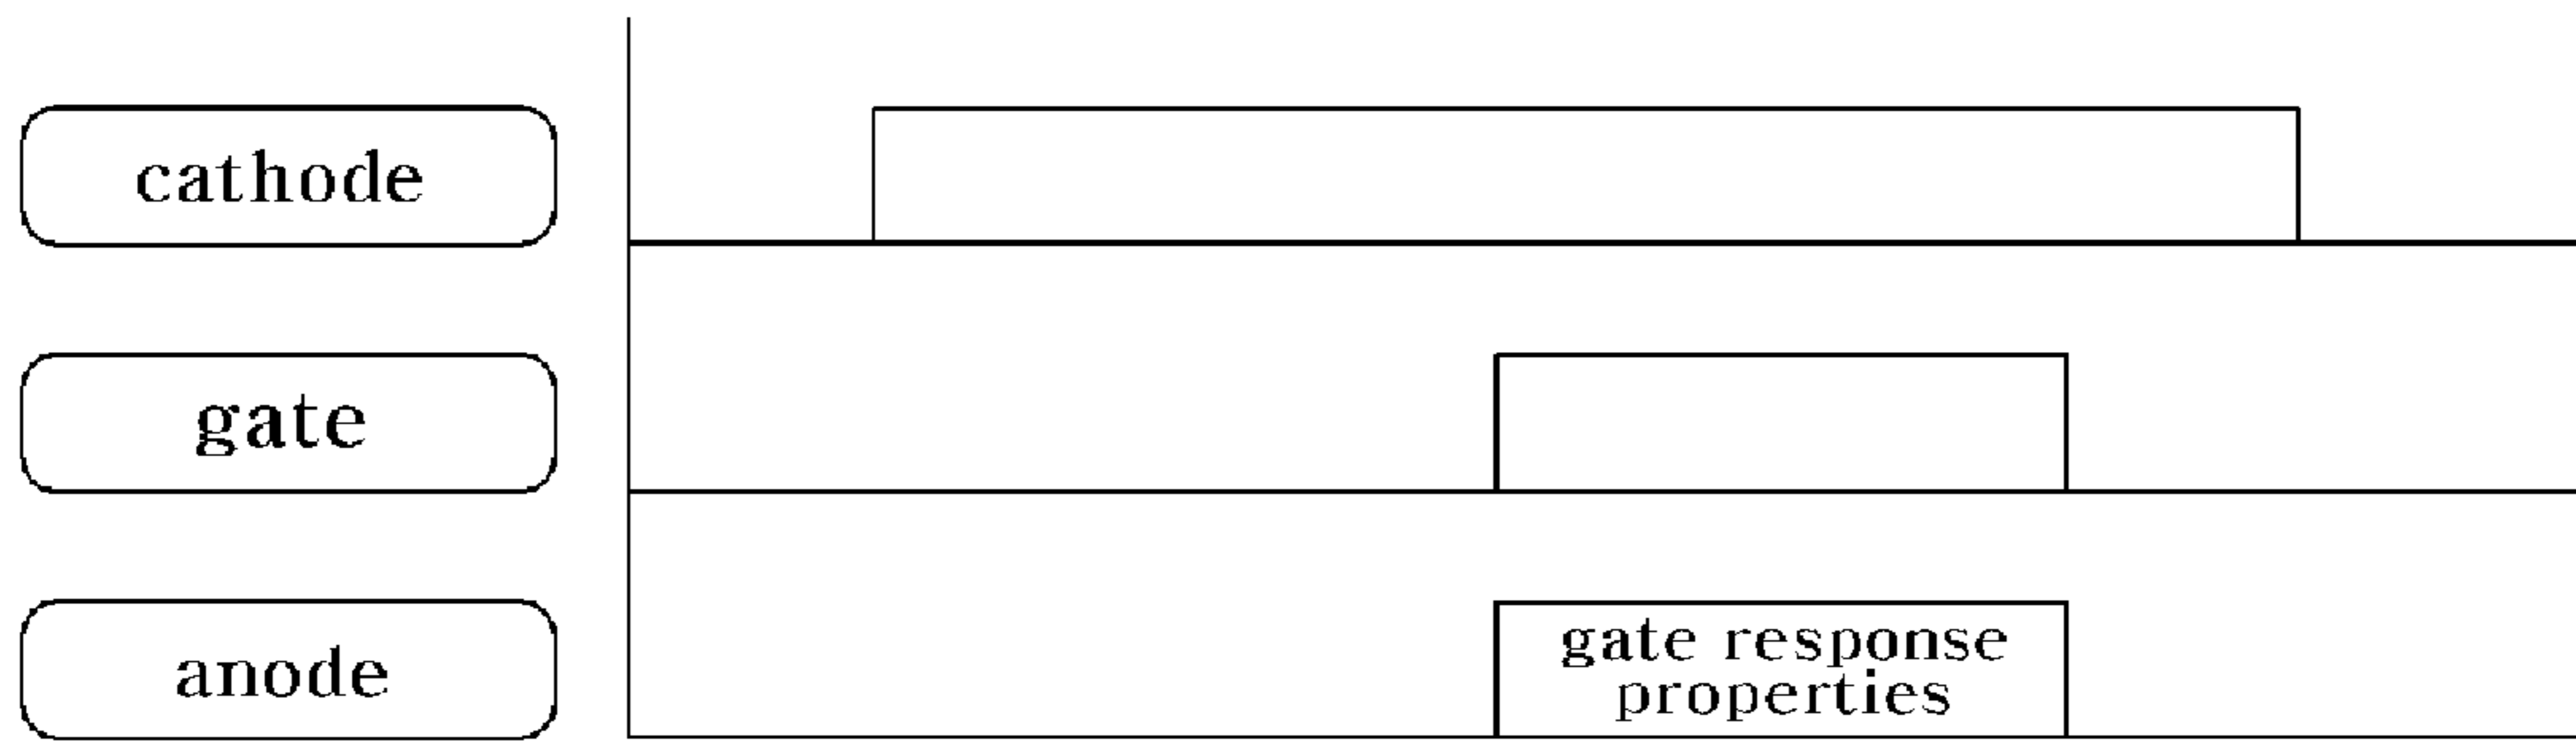 cathode
gate
anode
gate response
properties